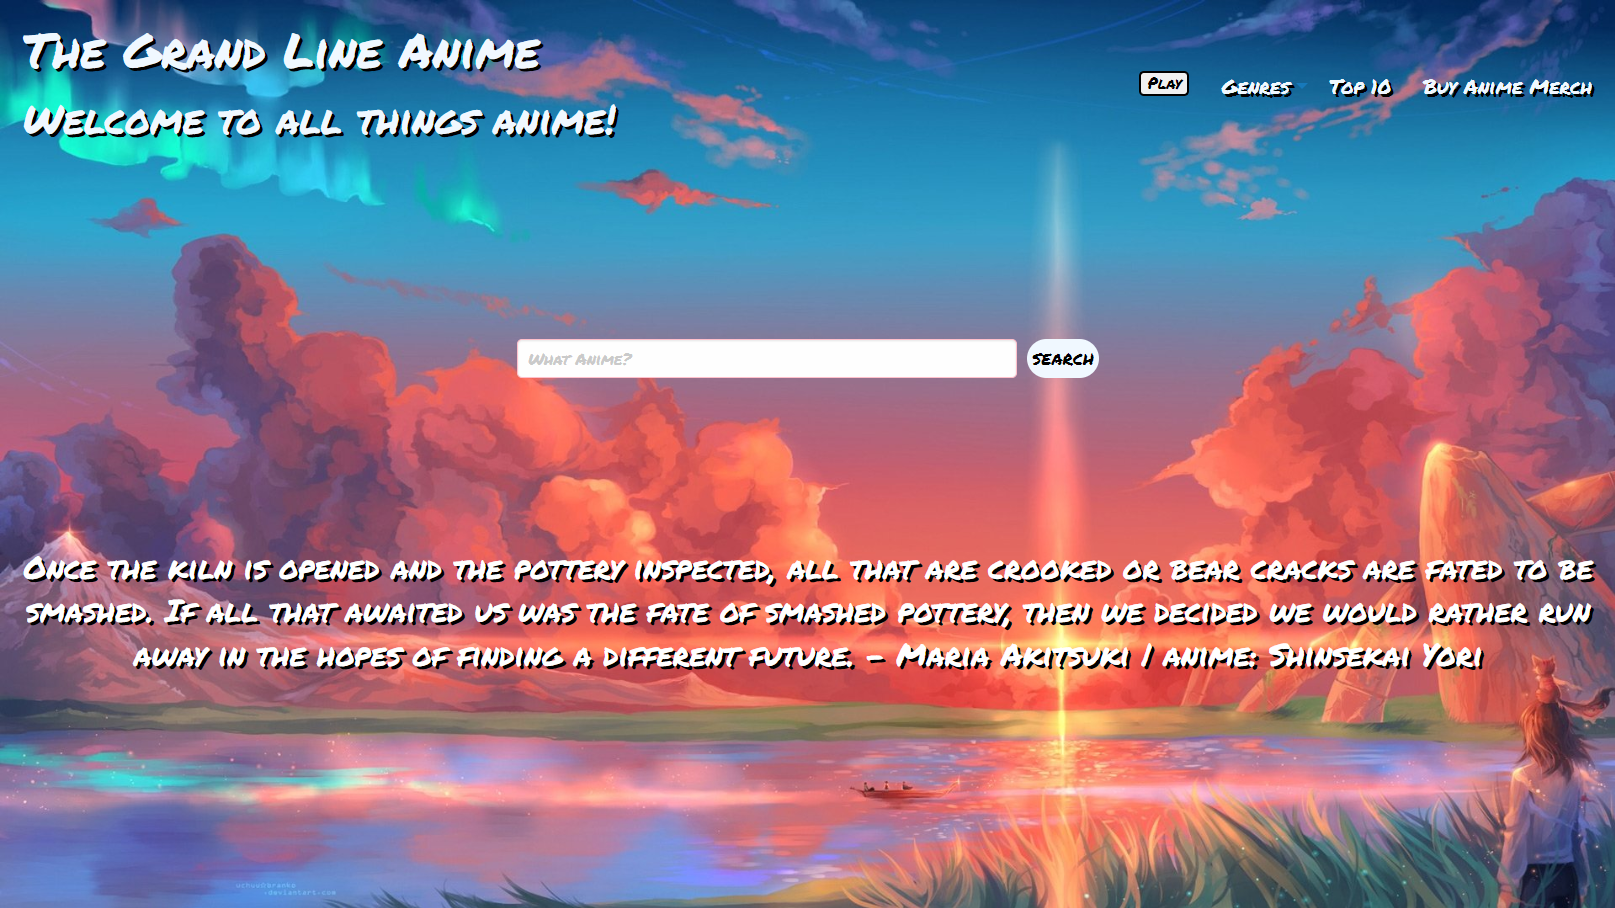 The Grand Line Anime
Welcome to all things anime!
Play
Genres
Top 10
Buy Anime Merch
What Anime?
search
Once the kiln is opened and the pottery inspected, all that are crooked or bear cracks are fated to be
smashed. If all that awaited us was the fate of smashed pottery, then we decided we would rather run
away in the hopes of finding a different future. - Maria Akitsuki | anime: Shinsekai Yori